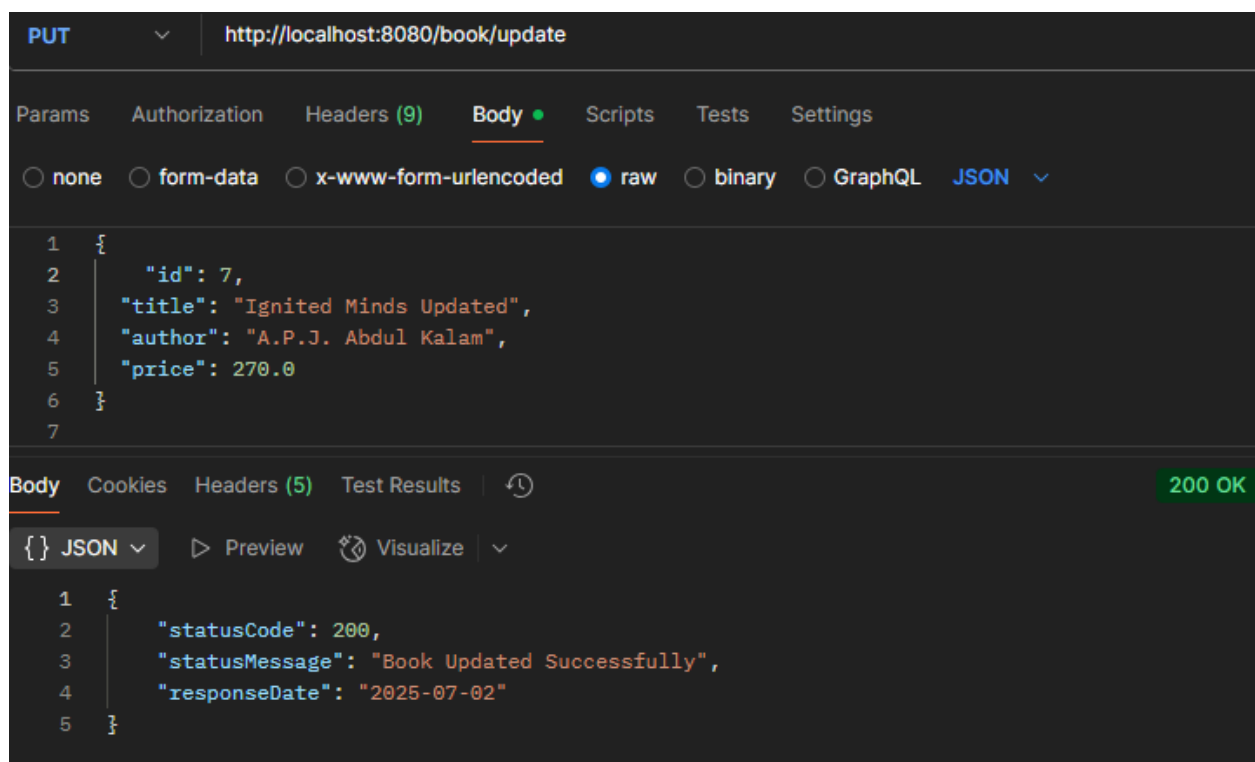 PUT http://localhost:8080/book/update
Params Authorization Headers (9) Body Scripts Tests Settings
none form-data x-www-form-urlencoded raw binary GraphQL JSON
1 {
2 "id": 7,
3 "title": "Ignited Minds Updated",
4 "author": "A.P.J. Abdul Kalam",
5 "price": 270.0
6 }
7
Body Cookies Headers (5) Test Results 200 OK
{} JSON Preview Visualize
1 {
2 "statusCode": 200,
3 "statusMessage": "Book Updated Successfully",
4 "responseDate": "2025-07-02"
5 }